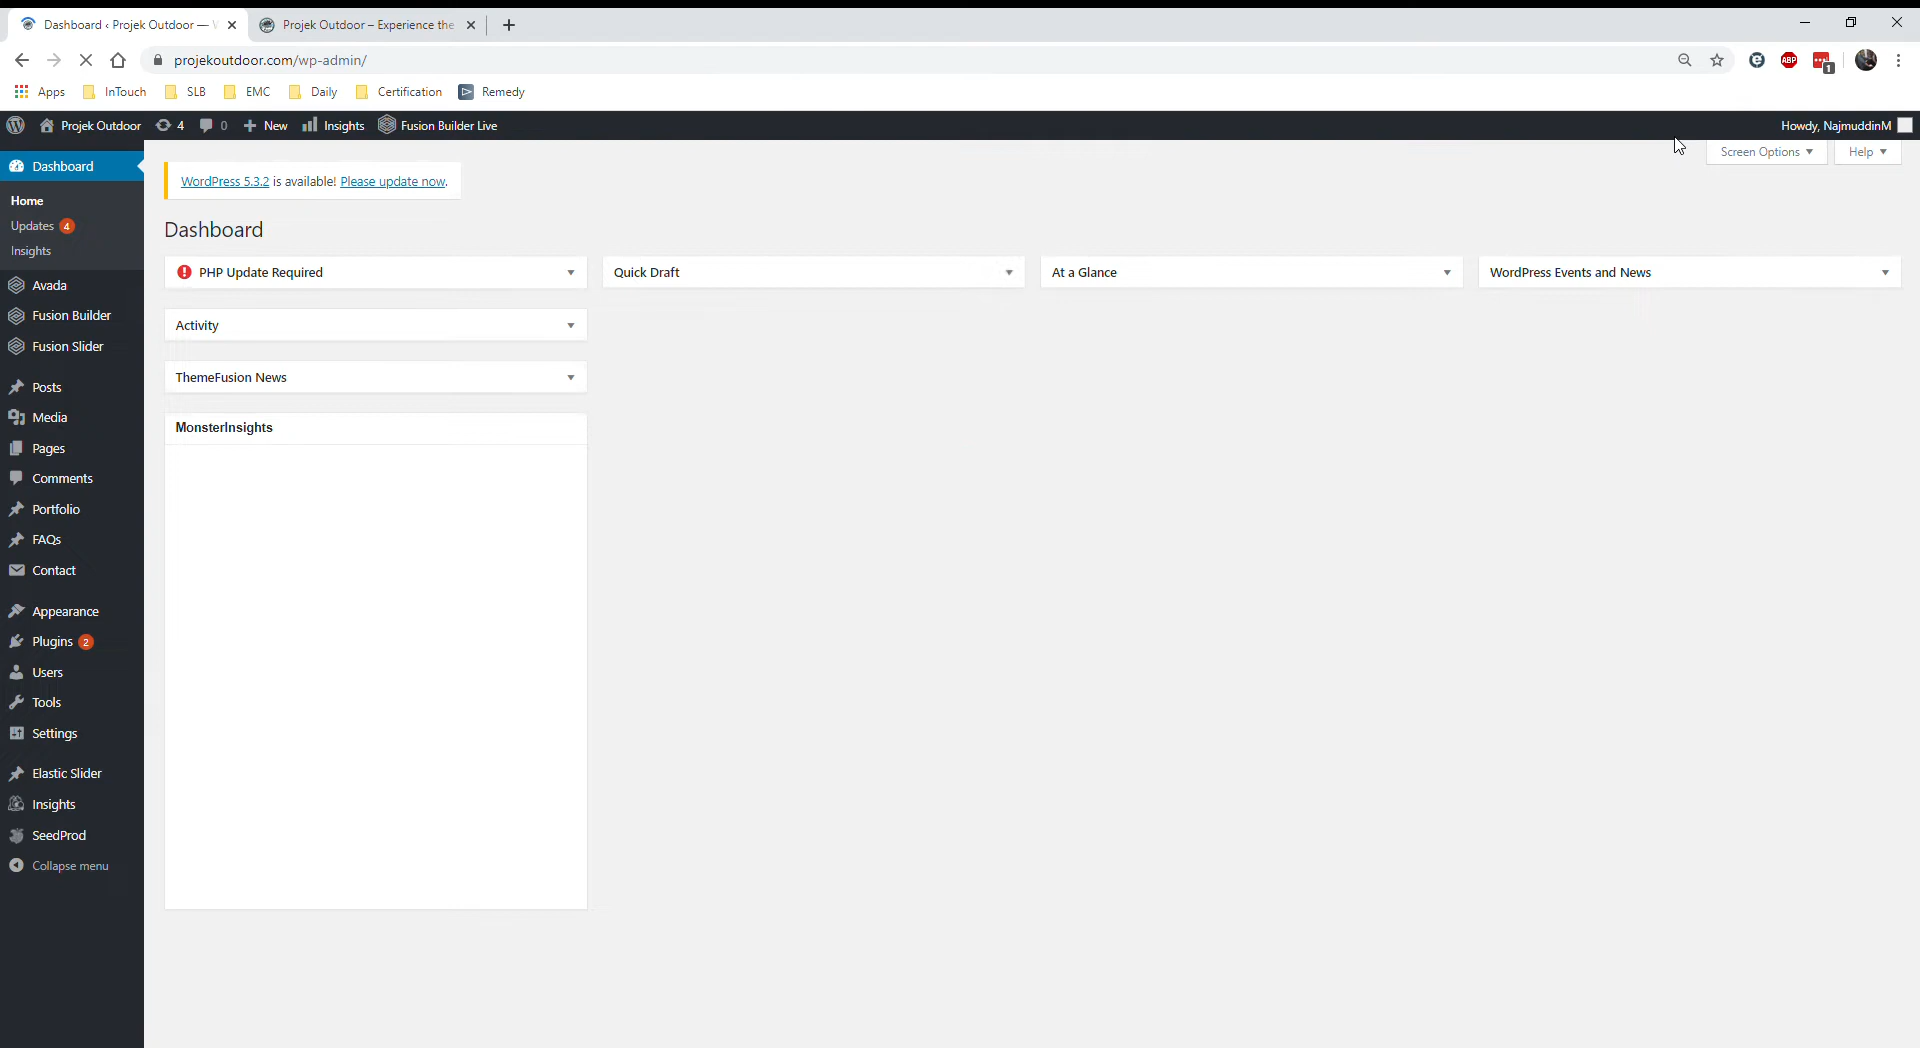 Dashboard ‹ Projek Outdoor — W
Projek Outdoor – Experience the
projekoutdoor.com/wp-admin/
ABP
1
Apps InTouch SLB EMC Daily Certification Remedy
Projek Outdoor 4 0 New Insights Fusion Builder Live Howdy, NajmuddinM
Screen Options Help
Dashboard
WordPress 5.3.2 is available! Please update now.
Home
Updates 4
Insights
Dashboard
PHP Update Required Quick Draft At a Glance WordPress Events and News
Avada
Fusion Builder
Activity
Fusion Slider
ThemeFusion News
Posts
Media
MonsterInsights
Pages
Comments
Portfolio
FAQs
Contact
Appearance
Plugins 2
Users
Tools
Settings
Elastic Slider
Insights
SeedProd
Collapse menu